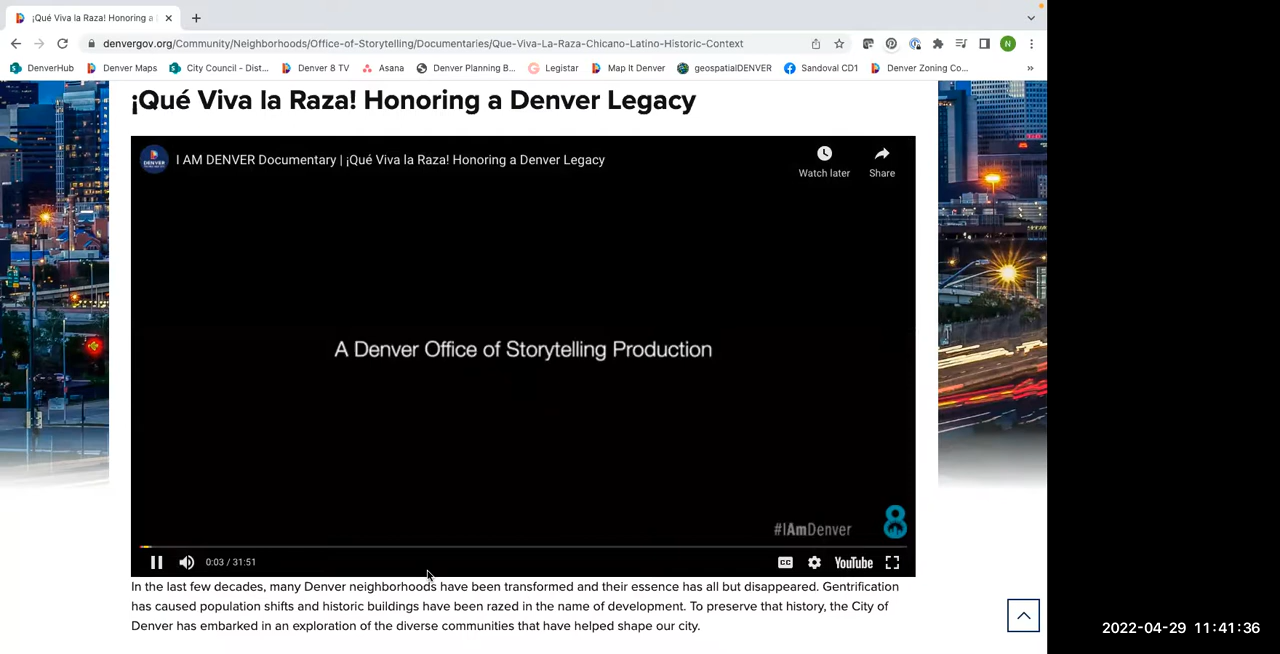 ¡Qué Viva la Raza! Honoring a
denvergov.org/Community/Neighborhoods/Office-of-Storytelling/Documentaries/Que-Viva-La-Raza-Chicano-Latino-Historic-Context
N
DenverHub Denver Maps City Council - Dist... Denver 8 TV Asana Denver Planning B... Legistar Map It Denver geospatialDENVER Sandoval CD1 Denver Zoning Co... »
¡Qué Viva la Raza! Honoring a Denver Legacy
DENVER I AM DENVER Documentary | ¡Qué Viva la Raza! Honoring a Denver Legacy
Watch later Share
A Denver Office of Storytelling Production
#IAmDenver 8
0:03 / 31:51 CC YouTube
In the last few decades, many Denver neighborhoods have been transformed and their essence has all but disappeared. Gentrification
has caused population shifts and historic buildings have been razed in the name of development. To preserve that history, the City of
Denver has embarked in an exploration of the diverse communities that have helped shape our city.
2022-04-29 11:41:36